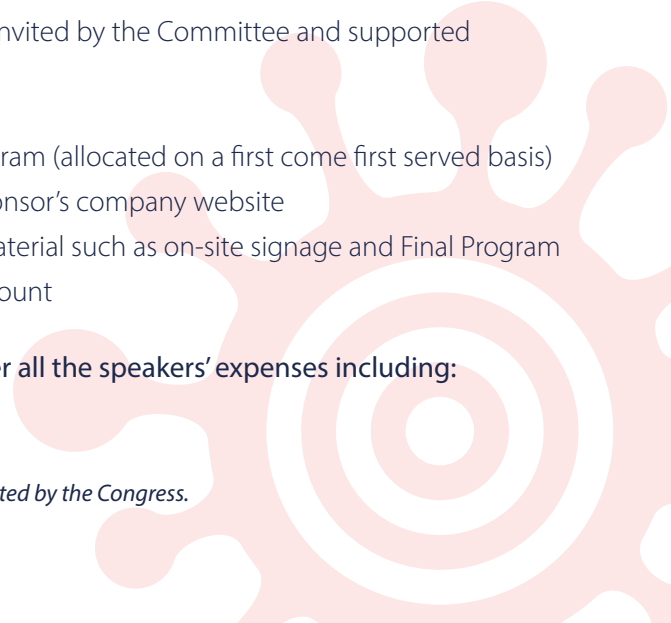 nvited by the Committee and supported
ram (allocated on a first come first served basis)
onsor’s company website
aterial such as on-site signage and Final Program
ount
r all the speakers’ expenses including:
ted by the Congress.